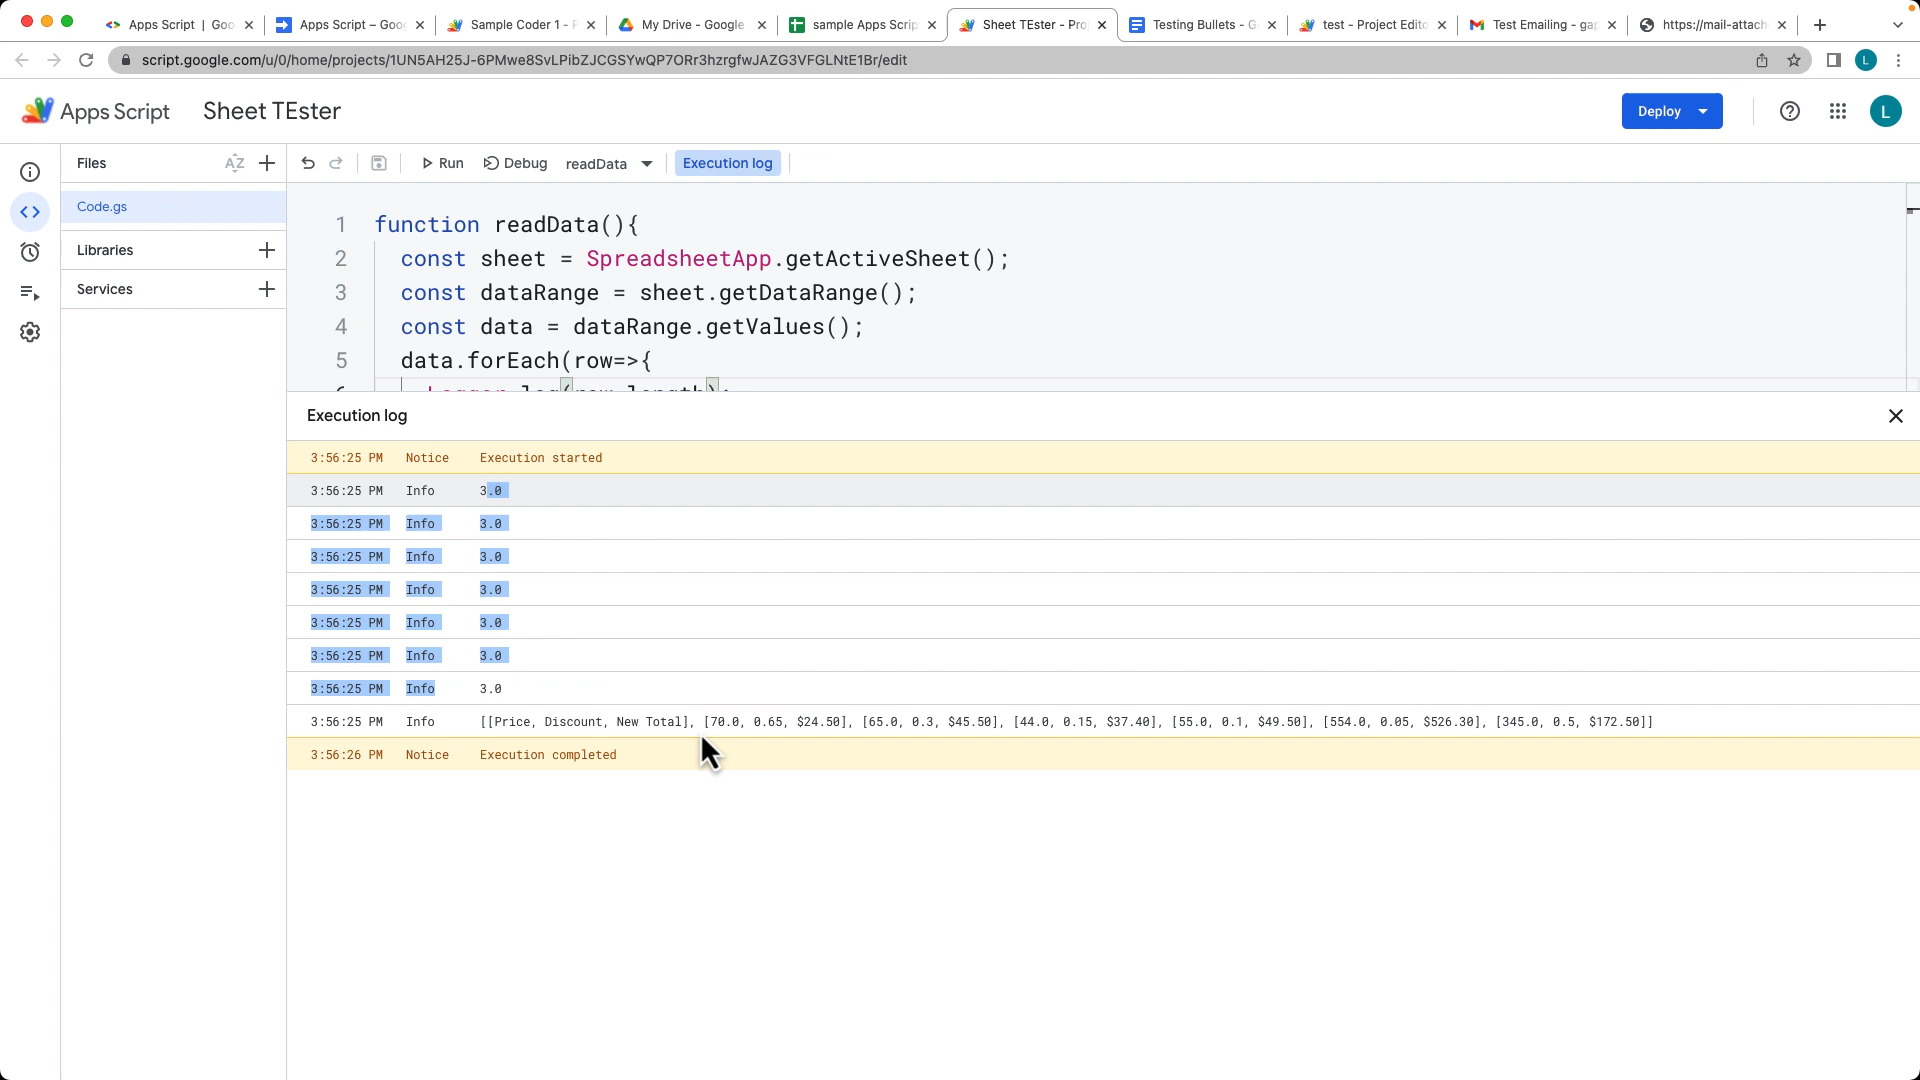 Apps Script | Goo
Apps Script – Goog
Sample Coder 1 - P
My Drive - Google
sample Apps Scrip
Sheet TEster - Proj
Testing Bullets - G
test - Project Edito
Test Emailing - gap
https://mail-attach
script.google.com/u/0/home/projects/1UN5AH25J-6PMwe8SvLPibZJCGSYwQP7ORr3hzrgfwJAZG3VFGLNtE1Br/edit
L
Apps Script Sheet TEster
Deploy
L
Files
AZ
Run
Debug
readData
Execution log
Code.gs
Libraries
Services
1 function readData(){
2 const sheet = SpreadsheetApp.getActiveSheet();
3 const dataRange = sheet.getDataRange();
4 const data = dataRange.getValues();
5 data.forEach(row=>{
Execution log
3:56:25 PM Notice Execution started
3:56:25 PM Info 3.0
3:56:25 PM Info 3.0
3:56:25 PM Info 3.0
3:56:25 PM Info 3.0
3:56:25 PM Info 3.0
3:56:25 PM Info 3.0
3:56:25 PM Info 3.0
3:56:25 PM Info [[Price, Discount, New Total], [70.0, 0.65, $24.50], [65.0, 0.3, $45.50], [44.0, 0.15, $37.40], [55.0, 0.1, $49.50], [554.0, 0.05, $526.30], [345.0, 0.5, $172.50]]
3:56:26 PM Notice Execution completed